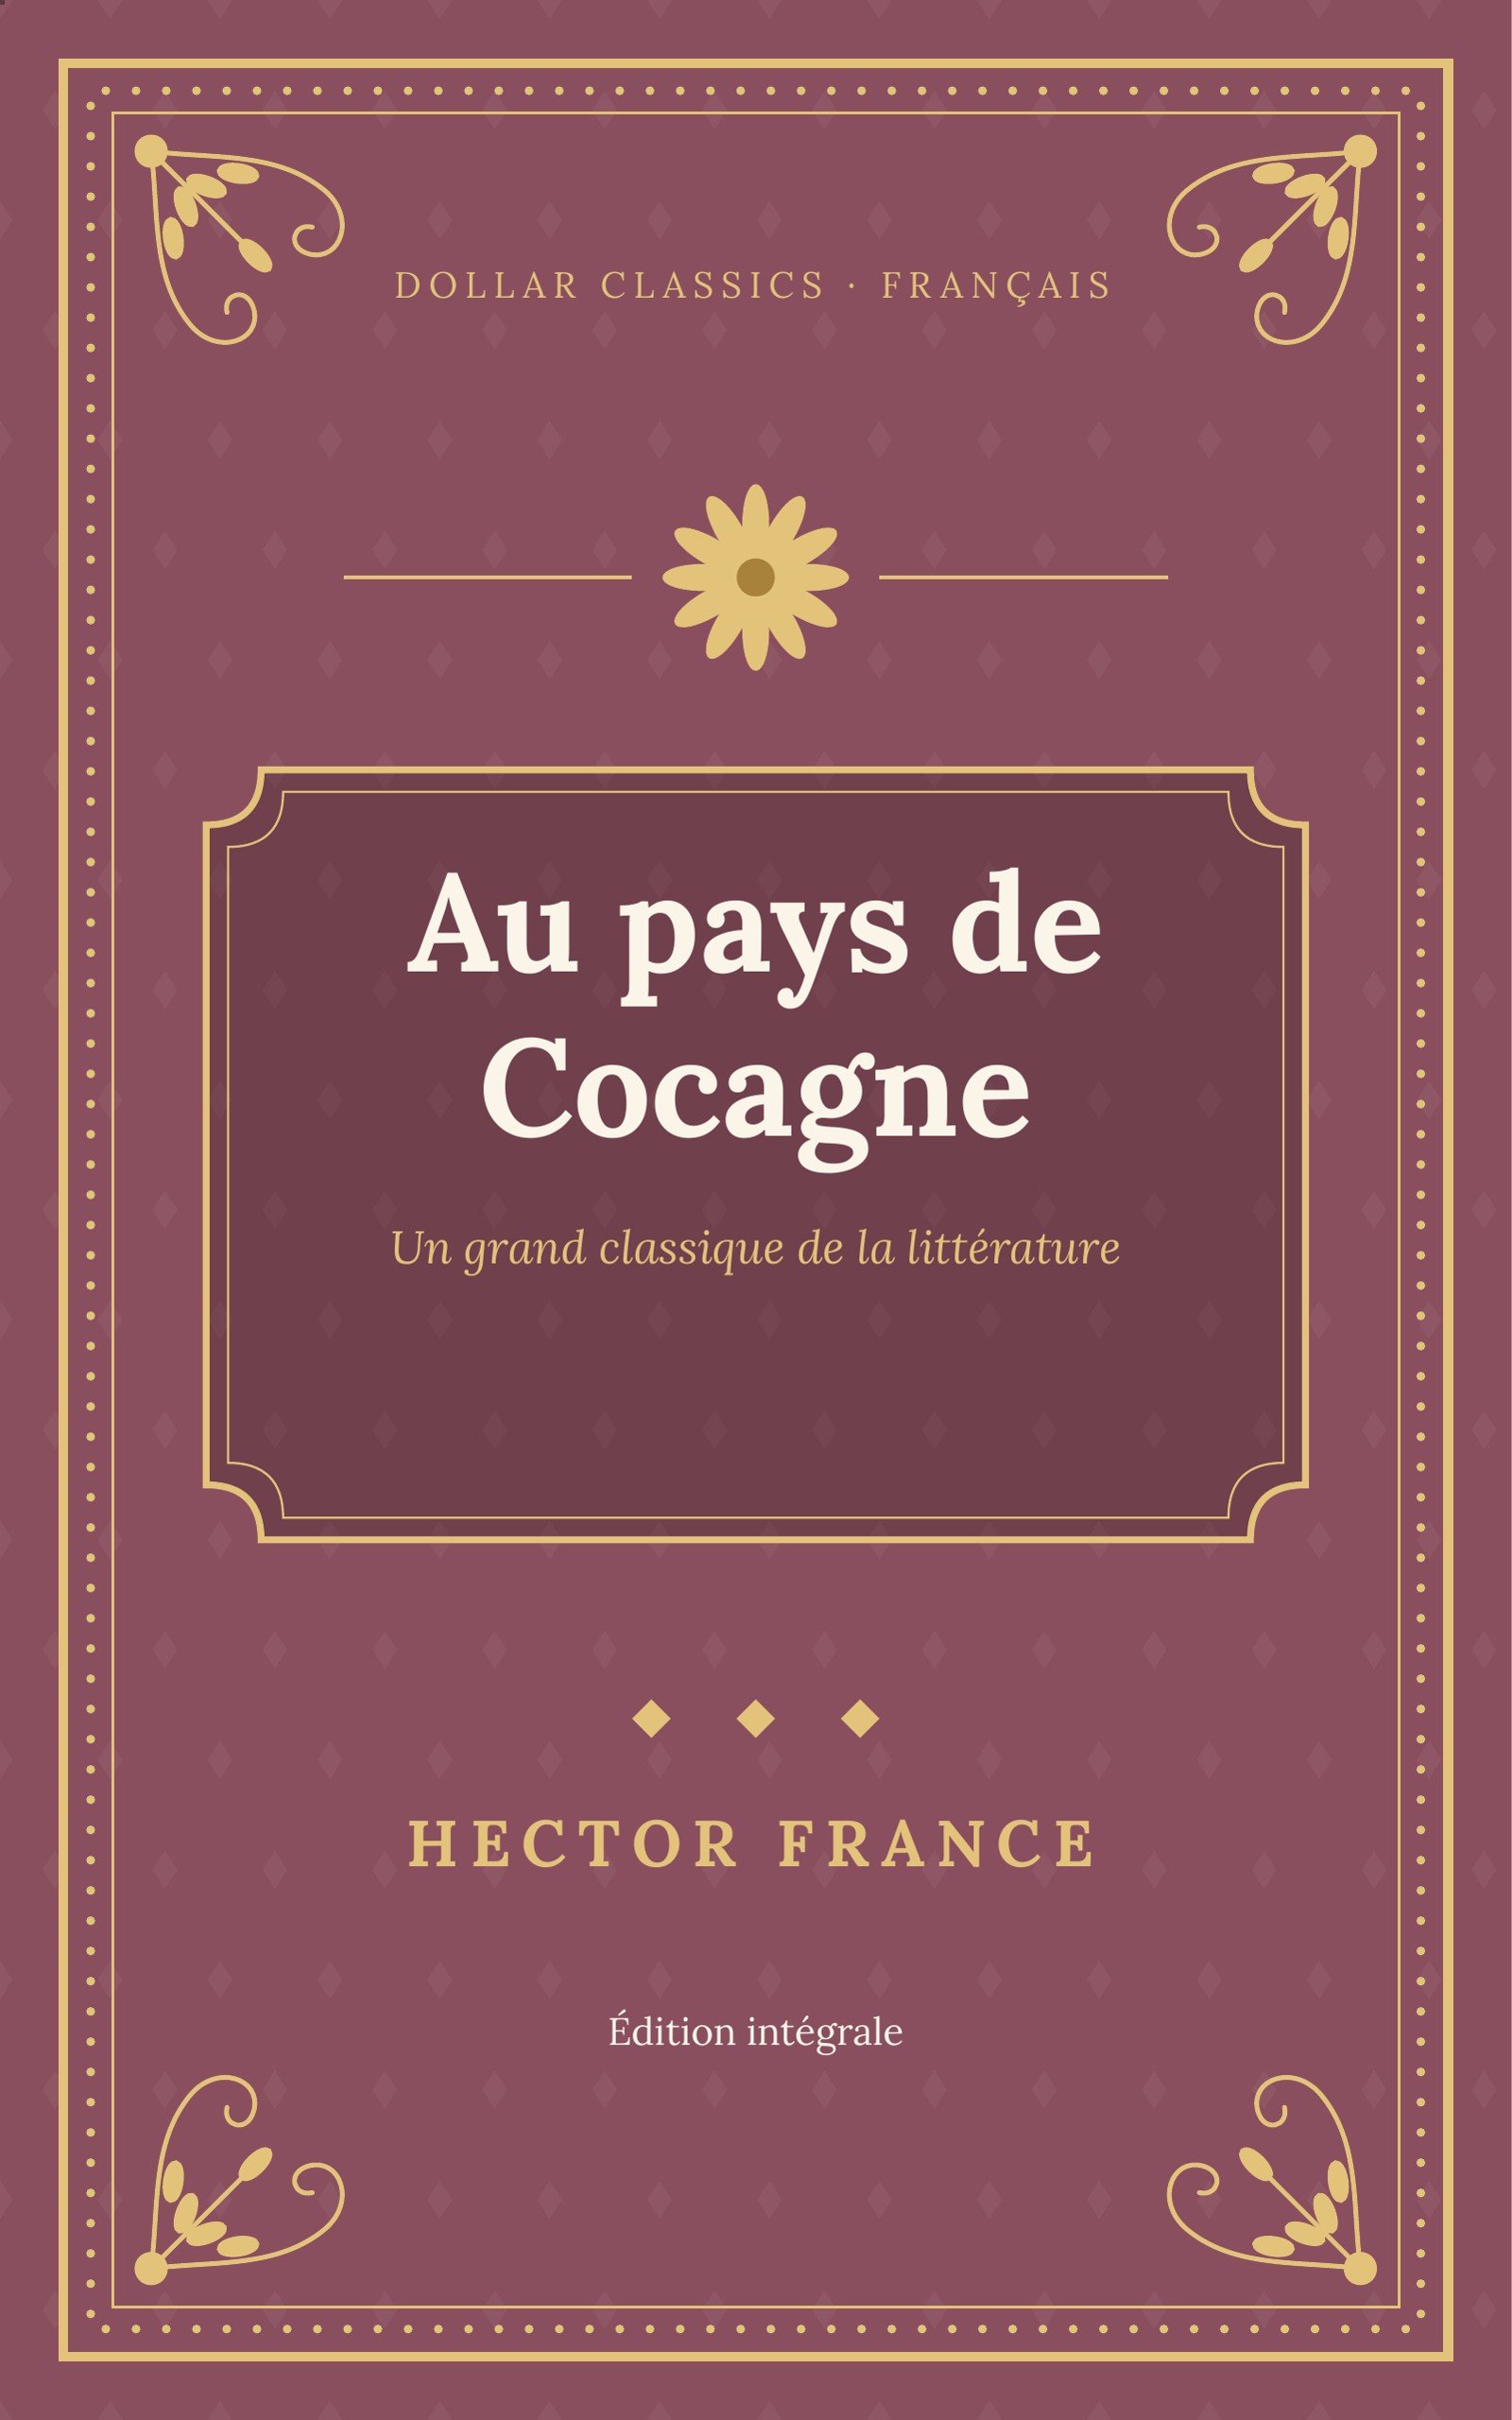 DOLLAR CLASSICS · FRANÇAIS
Au pays de
Cocagne
Un grand classique de la littérature
HECTOR FRANCE
Édition intégrale